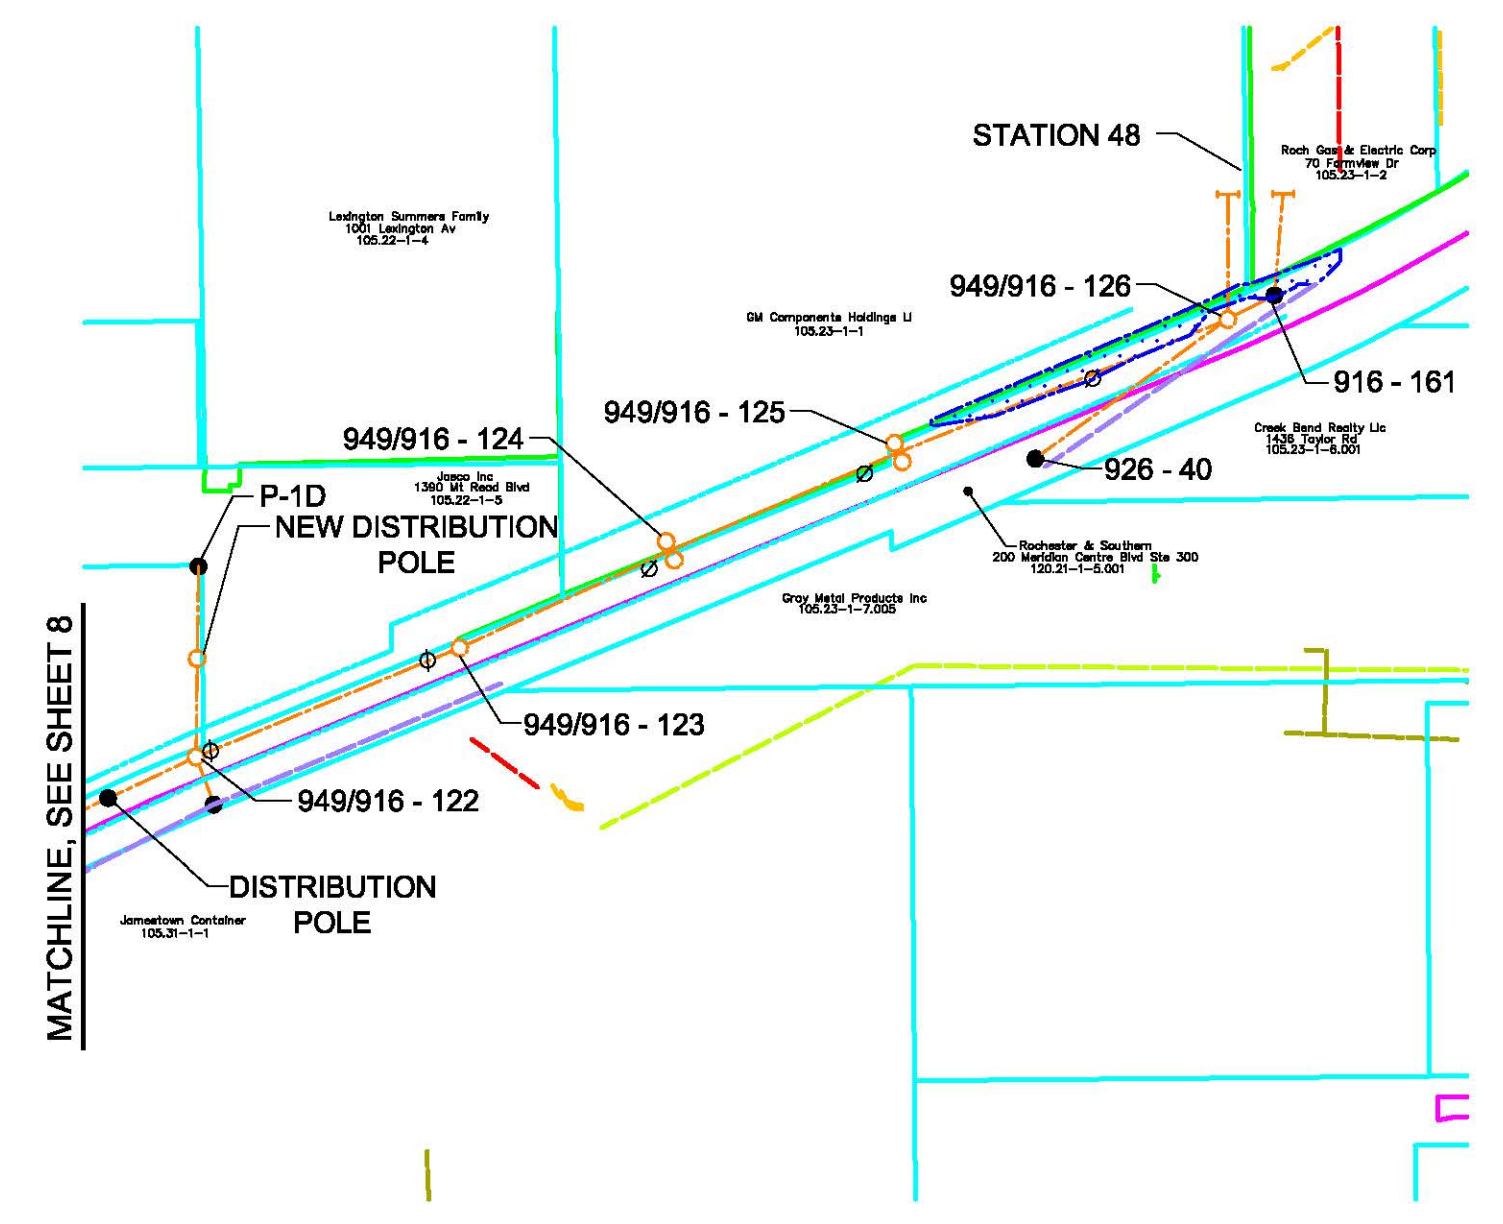 STATION 48
Roch Gas & Electric Corp
70 Farmview Dr
105.23-1-2
Lexington Summers Family
1001 Lexington Av
105.22-1-4
949/916 - 126
GM Components Holdings Ll
105.23-1-1
916 - 161
949/916 - 125
949/916 - 124
Creek Bend Realty Llc
1436 Taylor Rd
105.23-1-6.001
926 - 40
Jasco Inc
1390 Mt Read Blvd
105.22-1-5
P-1D
NEW DISTRIBUTION
POLE
Rochester & Southern
200 Meridian Centre Blvd Ste 300
120.21-1-5.001
Gray Metal Products Inc
105.23-1-7.005
MATCHLINE, SEE SHEET 8
949/916 - 123
949/916 - 122
DISTRIBUTION
POLE
Jamestown Container
105.31-1-1